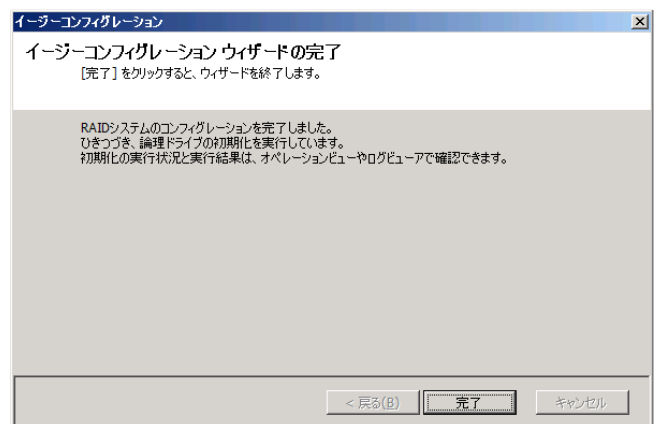 イージーコンフィグレーション
イージーコンフィグレーション ウィザードの完了
[完了] をクリックすると、ウィザードを終了します。
RAIDシステムのコンフィグレーションを完了しました。
ひきつづき、論理ドライブの初期化を実行しています。
初期化の実行状況と実行結果は、オペレーションビューやログビューアで確認できます。
< 戻る(B) 完了 キャンセル